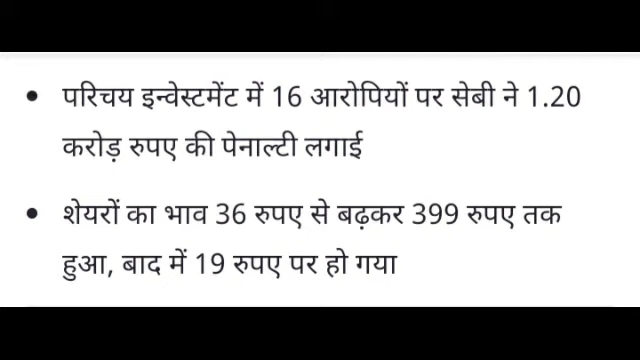 • परिचय इन्वेस्टमेंट में 16 आरोपियों पर सेबी ने 1.20
करोड़ रुपए की पेनाल्टी लगाई
• शेयरों का भाव 36 रुपए से बढ़कर 399 रुपए तक
हुआ, बाद में 19 रुपए पर हो गया